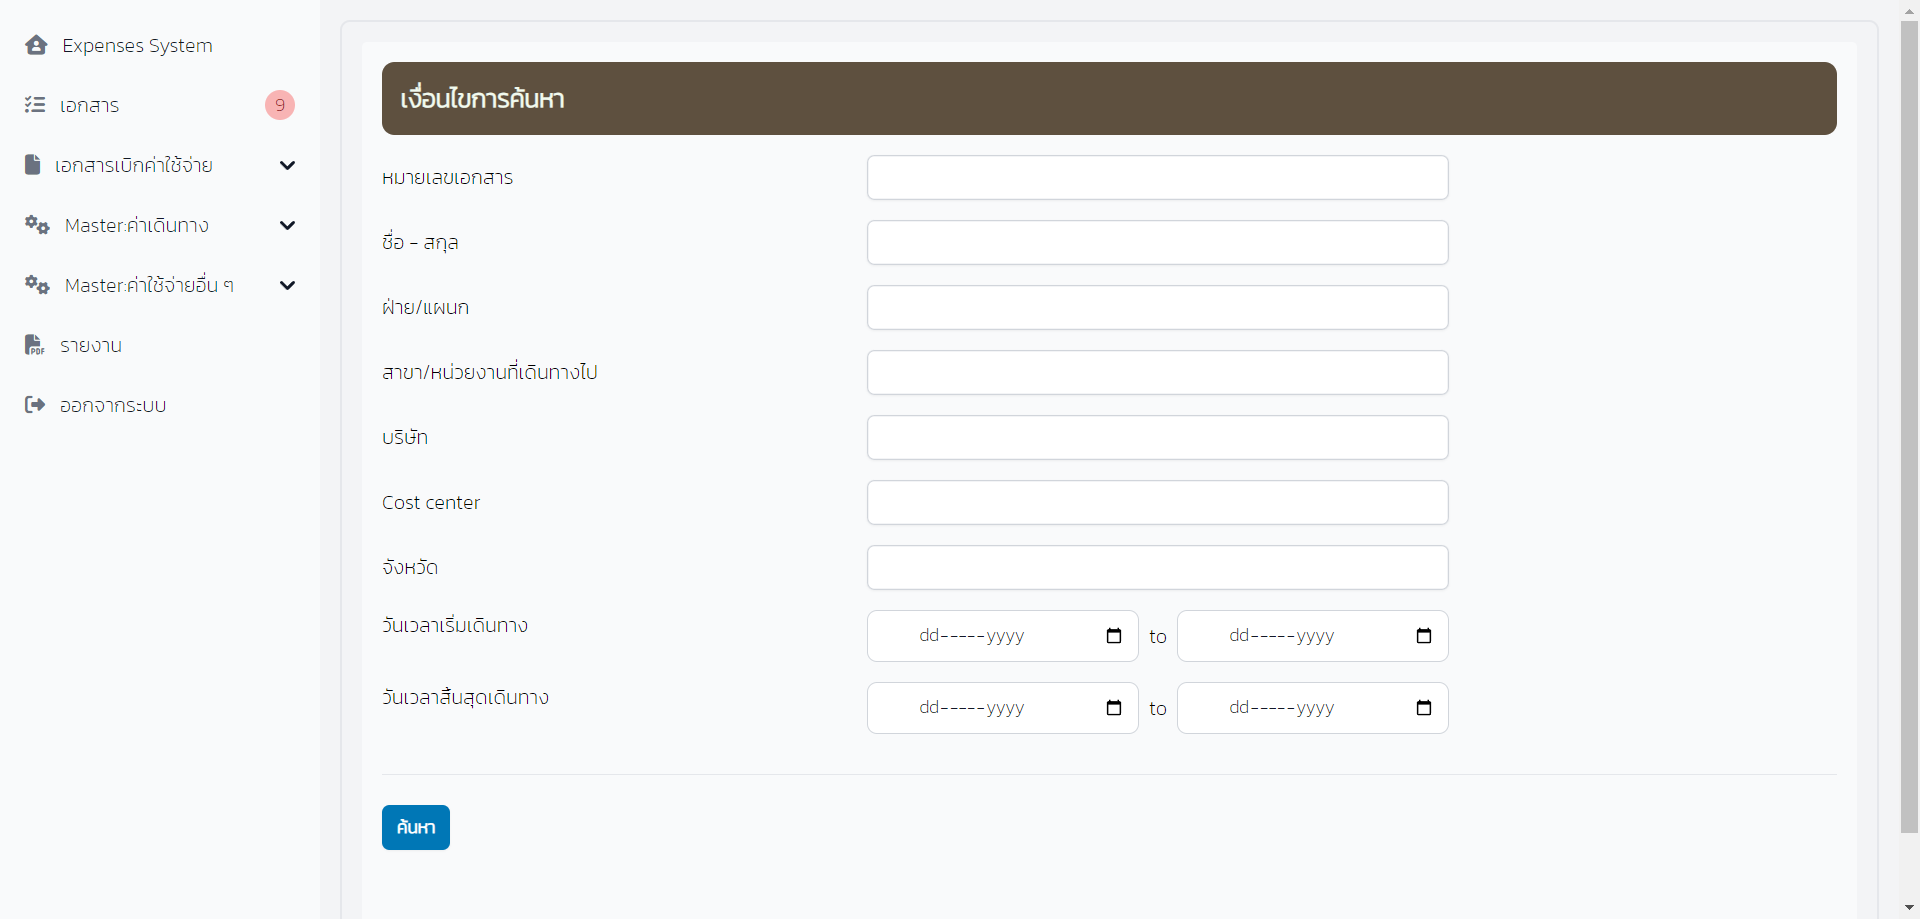 Expenses System
เอกสาร 9
เอกสารเบิกค่าใช้จ่าย
Master:ค่าเดินทาง
Master:ค่าใช้จ่ายอื่น ๆ
PDF รายงาน
ออกจากระบบ
เงื่อนไขการค้นหา
หมายเลขเอกสาร
ชื่อ - สกุล
ฝ่าย/แผนก
สาขา/หน่วยงานที่เดินทางไป
บริษัท
Cost center
จังหวัด
วันเวลาเริ่มเดินทาง dd-----yyyy to dd-----yyyy
วันเวลาสิ้นสุดเดินทาง dd-----yyyy to dd-----yyyy
ค้นหา